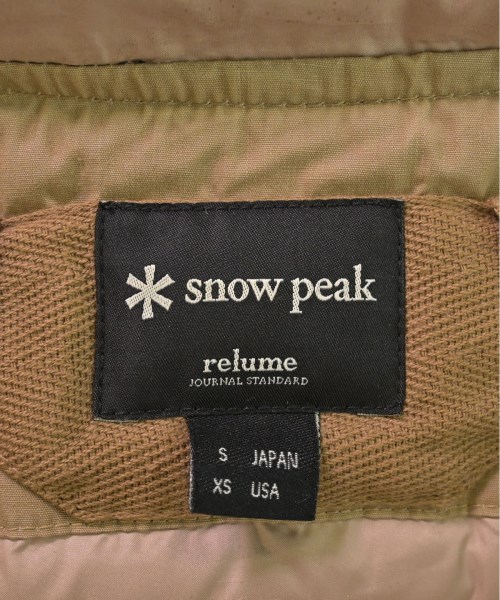 snow peak
relume
JOURNAL STANDARD
S JAPAN
XS USA